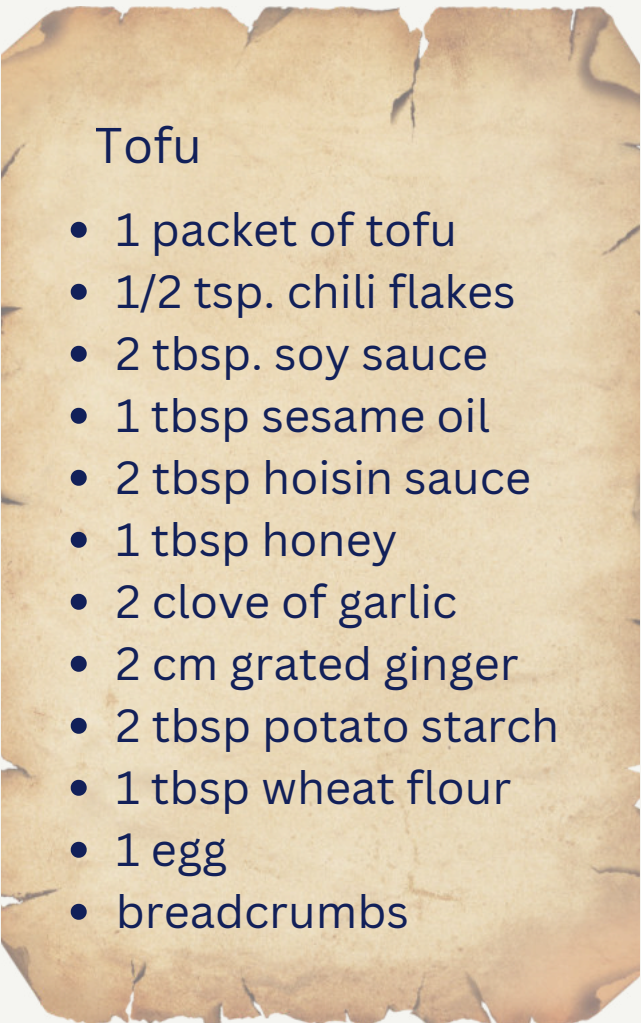 Tofu
• 1 packet of tofu
• 1/2 tsp. chili flakes
• 2 tbsp. soy sauce
• 1 tbsp sesame oil
• 2 tbsp hoisin sauce
• 1 tbsp honey
• 2 clove of garlic
• 2 cm grated ginger
• 2 tbsp potato starch
• 1 tbsp wheat flour
• 1 egg
• breadcrumbs